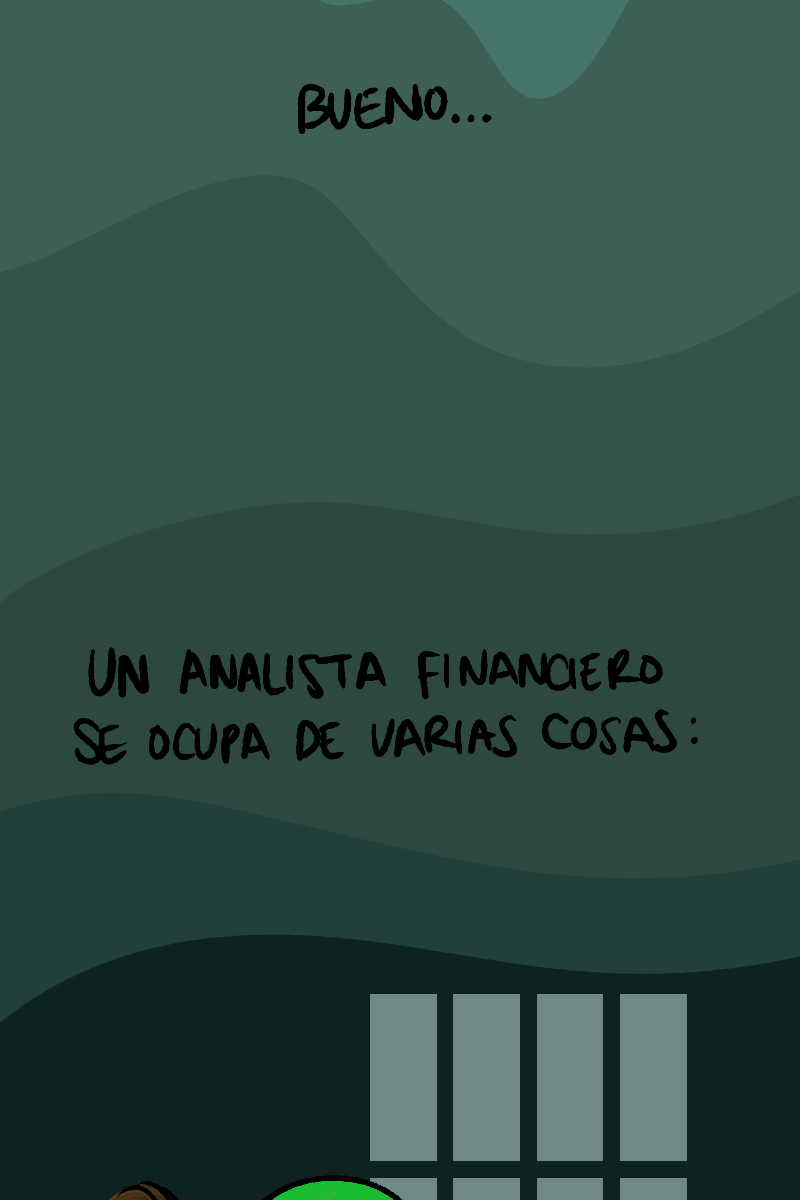 BUENO...
UN ANALISTA FINANCIERO
SE OCUPA DE VARIAS COSAS: